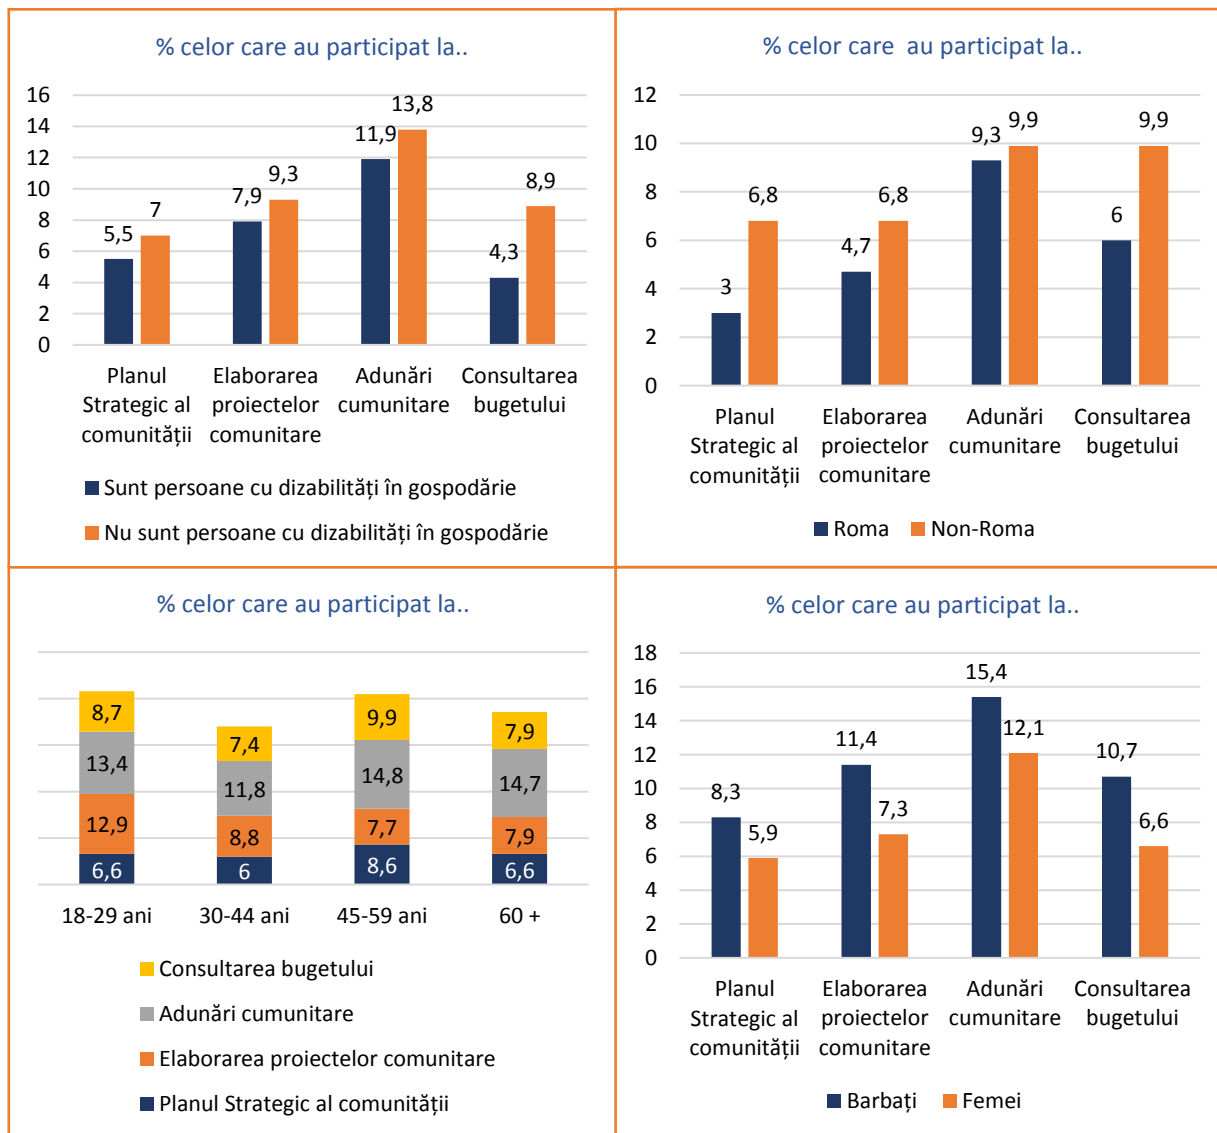 % celor care au participat la..
16
14
12
10
8
6
4
2
0
5,5
7
7,9
9,3
11,9
13,8
4,3
8,9
Planul
Strategic al
comunității
Elaborarea
proiectelor
comunitare
Adunări
cumunitare
Consultarea
bugetului
Sunt persoane cu dizabilități în gospodărie
Nu sunt persoane cu dizabilități în gospodărie
% celor care au participat la..
12
10
8
6
4
2
0
3
6,8
4,7
6,8
9,3
9,9
6
9,9
Planul
Strategic al
comunității
Elaborarea
proiectelor
comunitare
Adunări
cumunitare
Consultarea
bugetului
Roma
Non-Roma
% celor care au participat la..
8,7
7,4
9,9
7,9
13,4
11,8
14,8
14,7
12,9
8,8
7,7
7,9
6,6
6
8,6
6,6
18-29 ani
30-44 ani
45-59 ani
60 +
Consultarea bugetului
Adunări cumunitare
Elaborarea proiectelor comunitare
Planul Strategic al comunității
% celor care au participat la..
18
16
14
12
10
8
6
4
2
0
8,3
5,9
11,4
7,3
15,4
12,1
10,7
6,6
Planul
Strategic al
comunității
Elaborarea
proiectelor
comunitare
Adunări
cumunitare
Consultarea
bugetului
Barbați
Femei